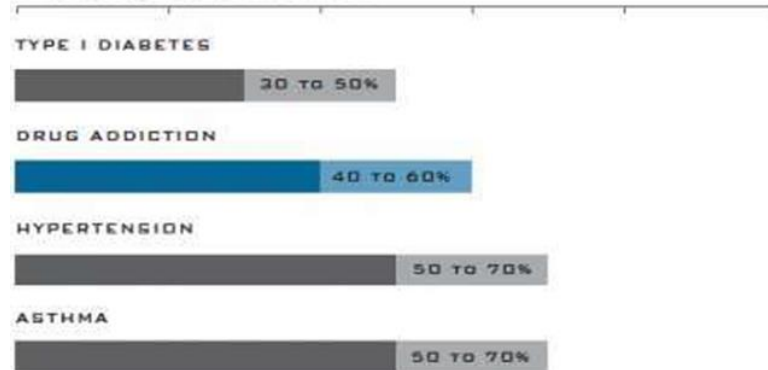 TYPE I DIABETES
30 TO 50%
DRUG ADDICTION
40 TO 60%
HYPERTENSION
50 TO 70%
ASTHMA
50 TO 70%